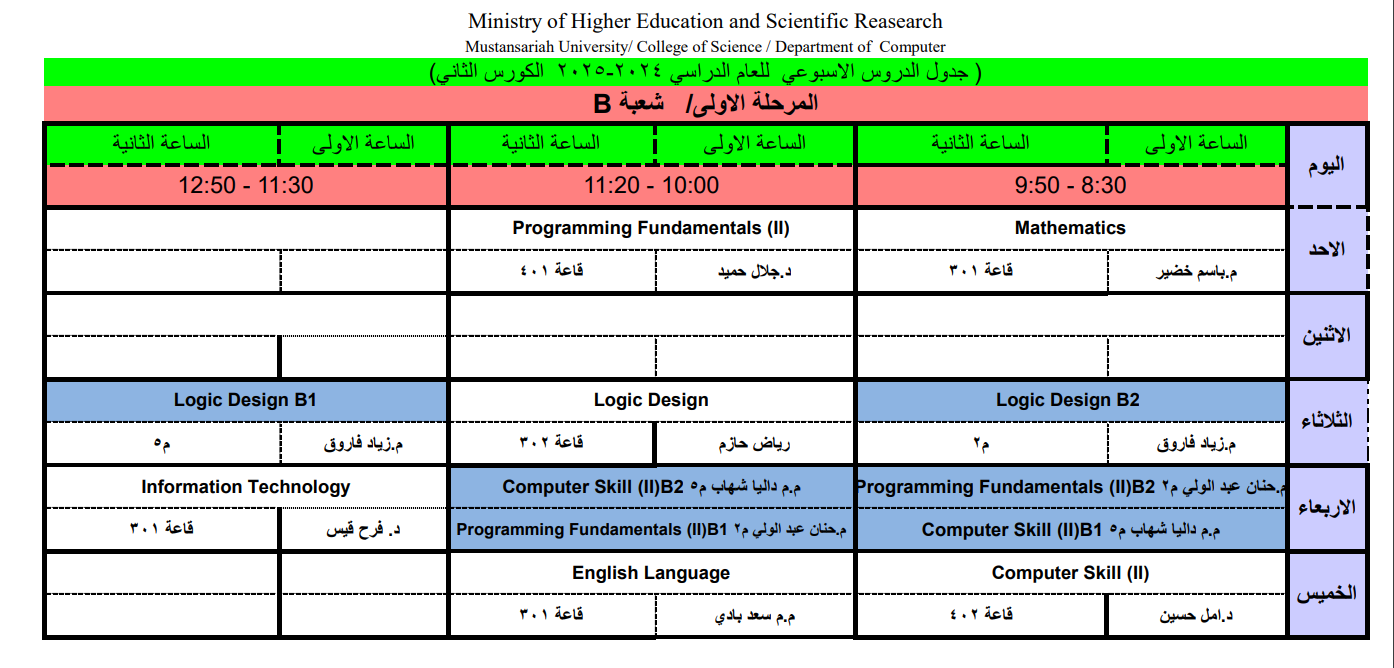 Ministry of Higher Education and Scientific Reasearch
Mustansariah University/ College of Science / Department of Computer
( جدول الدروس الاسبوعي للعام الدراسي ٢٠٢٤-٢٠٢٥ الكورس الثاني)
المرحلة الاولى/ شعبة B
اليوم الساعة الاولى الساعة الثانية الساعة الاولى الساعة الثانية الساعة الاولى الساعة الثانية
8:30 - 9:50 10:00 - 11:20 11:30 - 12:50
الاحد Mathematics Programming Fundamentals (II)
م.باسم خضير قاعة ٣٠١ د.جلال حميد قاعة ٤٠١
الاثنين
الثلاثاء Logic Design B2 Logic Design Logic Design B1
م.زياد فاروق م٢ رياض حازم قاعة ٣٠٢ م.زياد فاروق م٥
الاربعاء Programming Fundamentals (II)B2 م.حنان عبد الولي م٢ Computer Skill (II)B2 م.م داليا شهاب م٥ Information Technology
Computer Skill (II)B1 م.م داليا شهاب م٥ Programming Fundamentals (II)B1 م.حنان عبد الولي م٢ د. فرح قيس قاعة ٣٠١
الخميس Computer Skill (II) English Language
د.امل حسين قاعة ٤٠٢ م.م سعد بادي قاعة ٣٠١